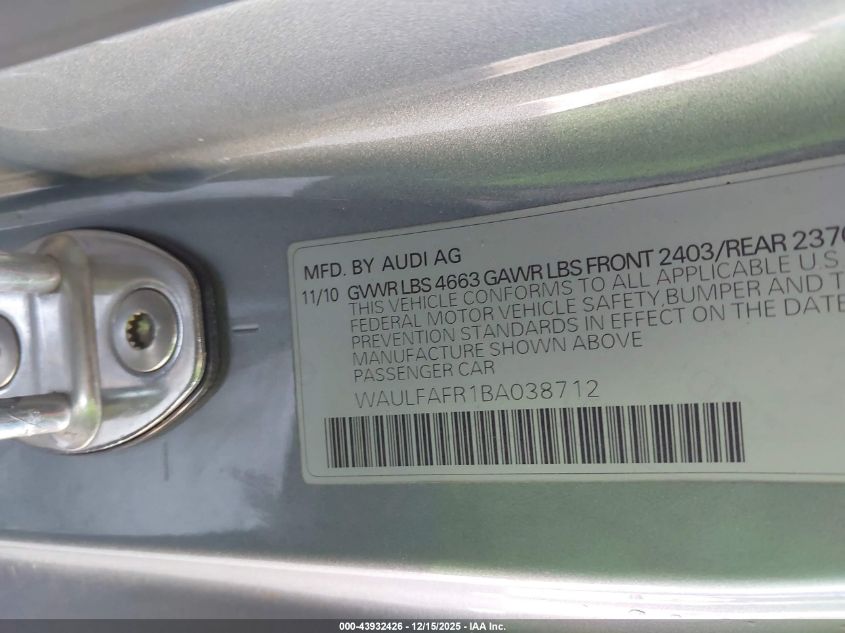 MFD. BY AUDI AG
11/10 GVWR LBS 4663 GAWR LBS FRONT 2403/REAR 2370
THIS VEHICLE CONFORMS TO ALL APPLICABLE U.S.
FEDERAL MOTOR VEHICLE SAFETY,BUMPER AND T
PREVENTION STANDARDS IN EFFECT ON THE DATE
MANUFACTURE SHOWN ABOVE
PASSENGER CAR
WAULFAFR1BA038712
000-43932426 - 12/15/2025 - IAA Inc.